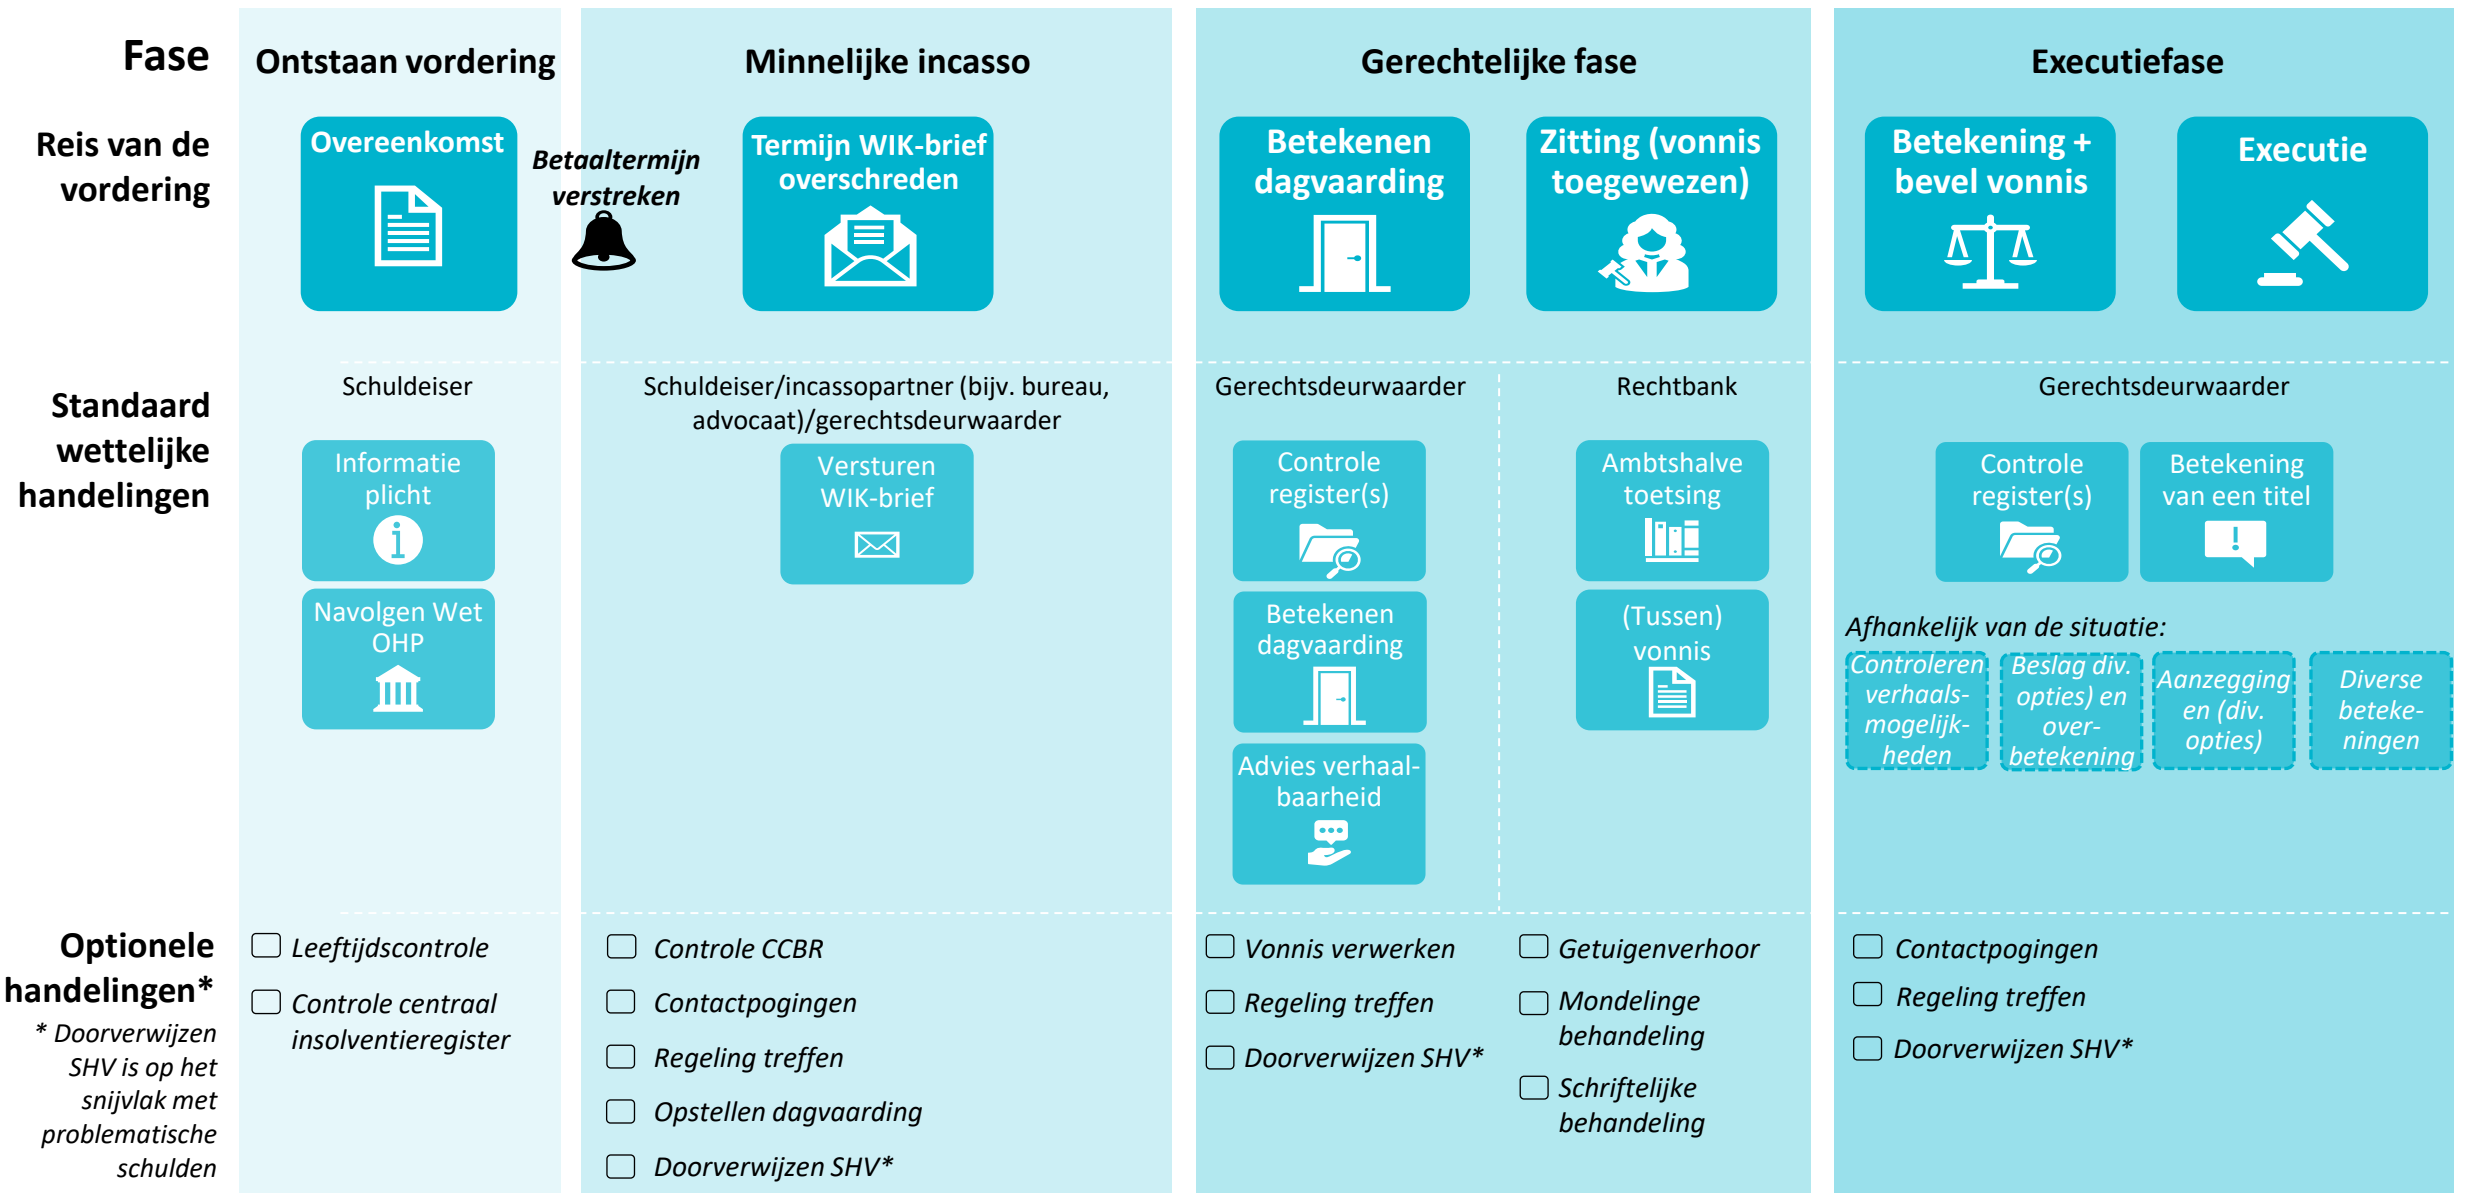 Fase
Ontstaan vordering
Minnelijke incasso
Gerechtelijke fase
Executiefase
Reis van de
vordering
Overeenkomst
Betaaltermijn
verstreken
Termijn WIK-brief
overschreden
Betekenen
dagvaarding
Zitting (vonnis
toegewezen)
Betekening +
bevel vonnis
Executie
Standaard
wettelijke
handelingen
Schuldeiser
Informatie
plicht
Navolgen Wet
OHP
Schuldeiser/incassopartner (bijv. bureau,
advocaat)/gerechtsdeurwaarder
Versturen
WIK-brief
Gerechtsdeurwaarder
Controle
register(s)
Betekenen
dagvaarding
Advies verhaal-
baarheid
Rechtbank
Ambtshalve
toetsing
(Tussen)
vonnis
Gerechtsdeurwaarder
Controle
register(s)
Betekening
van een titel
Afhankelijk van de situatie:
Controleren
verhaals-
mogelijk-
heden
Beslag div.
opties) en
over-
betekening
Aanzegging
en (div.
opties)
Diverse
beteke-
ningen
Optionele
handelingen*
* Doorverwijzen
SHV is op het
snijvlak met
problematische
schulden
Leeftijdscontrole
Controle centraal
insolventieregister
Controle CCBR
Contactpogingen
Regeling treffen
Opstellen dagvaarding
Doorverwijzen SHV*
Vonnis verwerken
Regeling treffen
Doorverwijzen SHV*
Getuigenverhoor
Mondelinge
behandeling
Schriftelijke
behandeling
Contactpogingen
Regeling treffen
Doorverwijzen SHV*